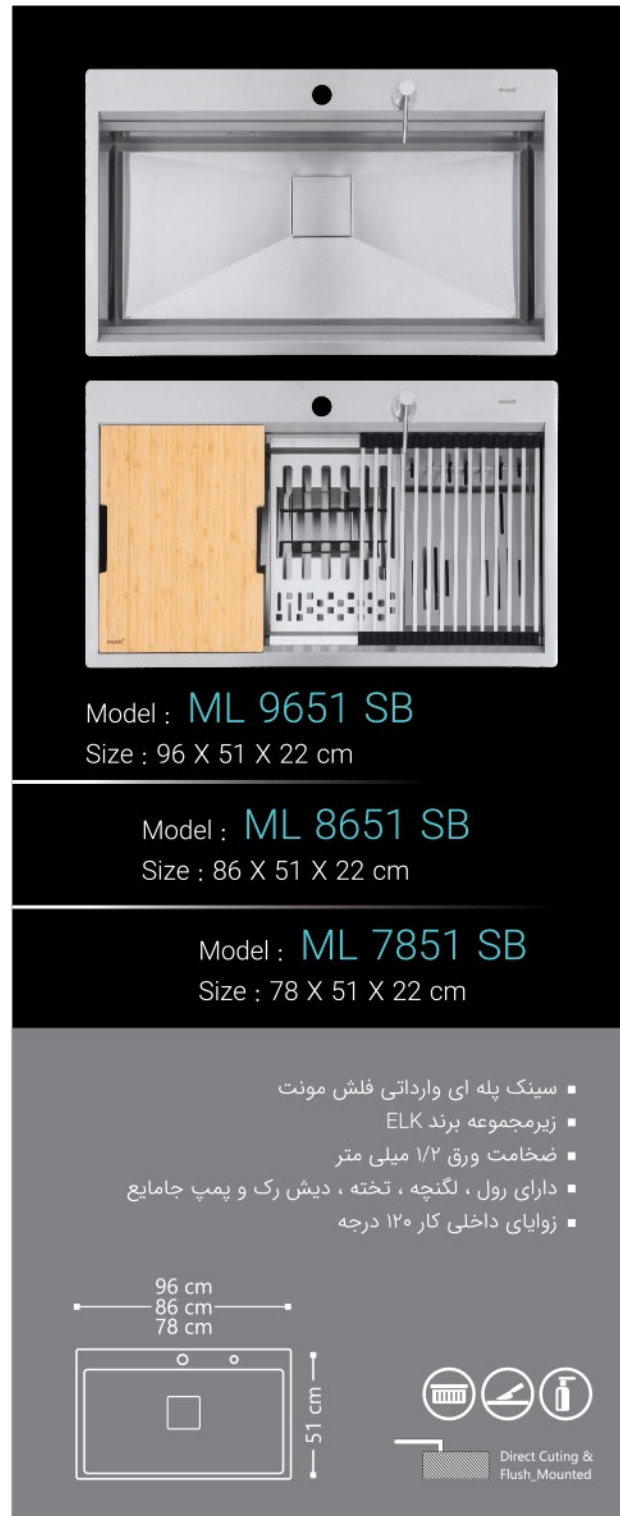 Model : ML 9651 SB
Size : 96 X 51 X 22 cm
Model : ML 8651 SB
Size : 86 X 51 X 22 cm
Model : ML 7851 SB
Size : 78 X 51 X 22 cm
▪ سینک پله ای وارداتی فلش مونت
▪ زیرمجموعه برند ELK
▪ ضخامت ورق ۱/۲ میلی متر
▪ دارای رول ، لگنچه ، تخته ، دیش رک و پمپ جامایع
▪ زوایای داخلی کار ۱۲۰ درجه
96 cm
86 cm
78 cm
51 cm
Direct Cuting &
Flush_Mounted